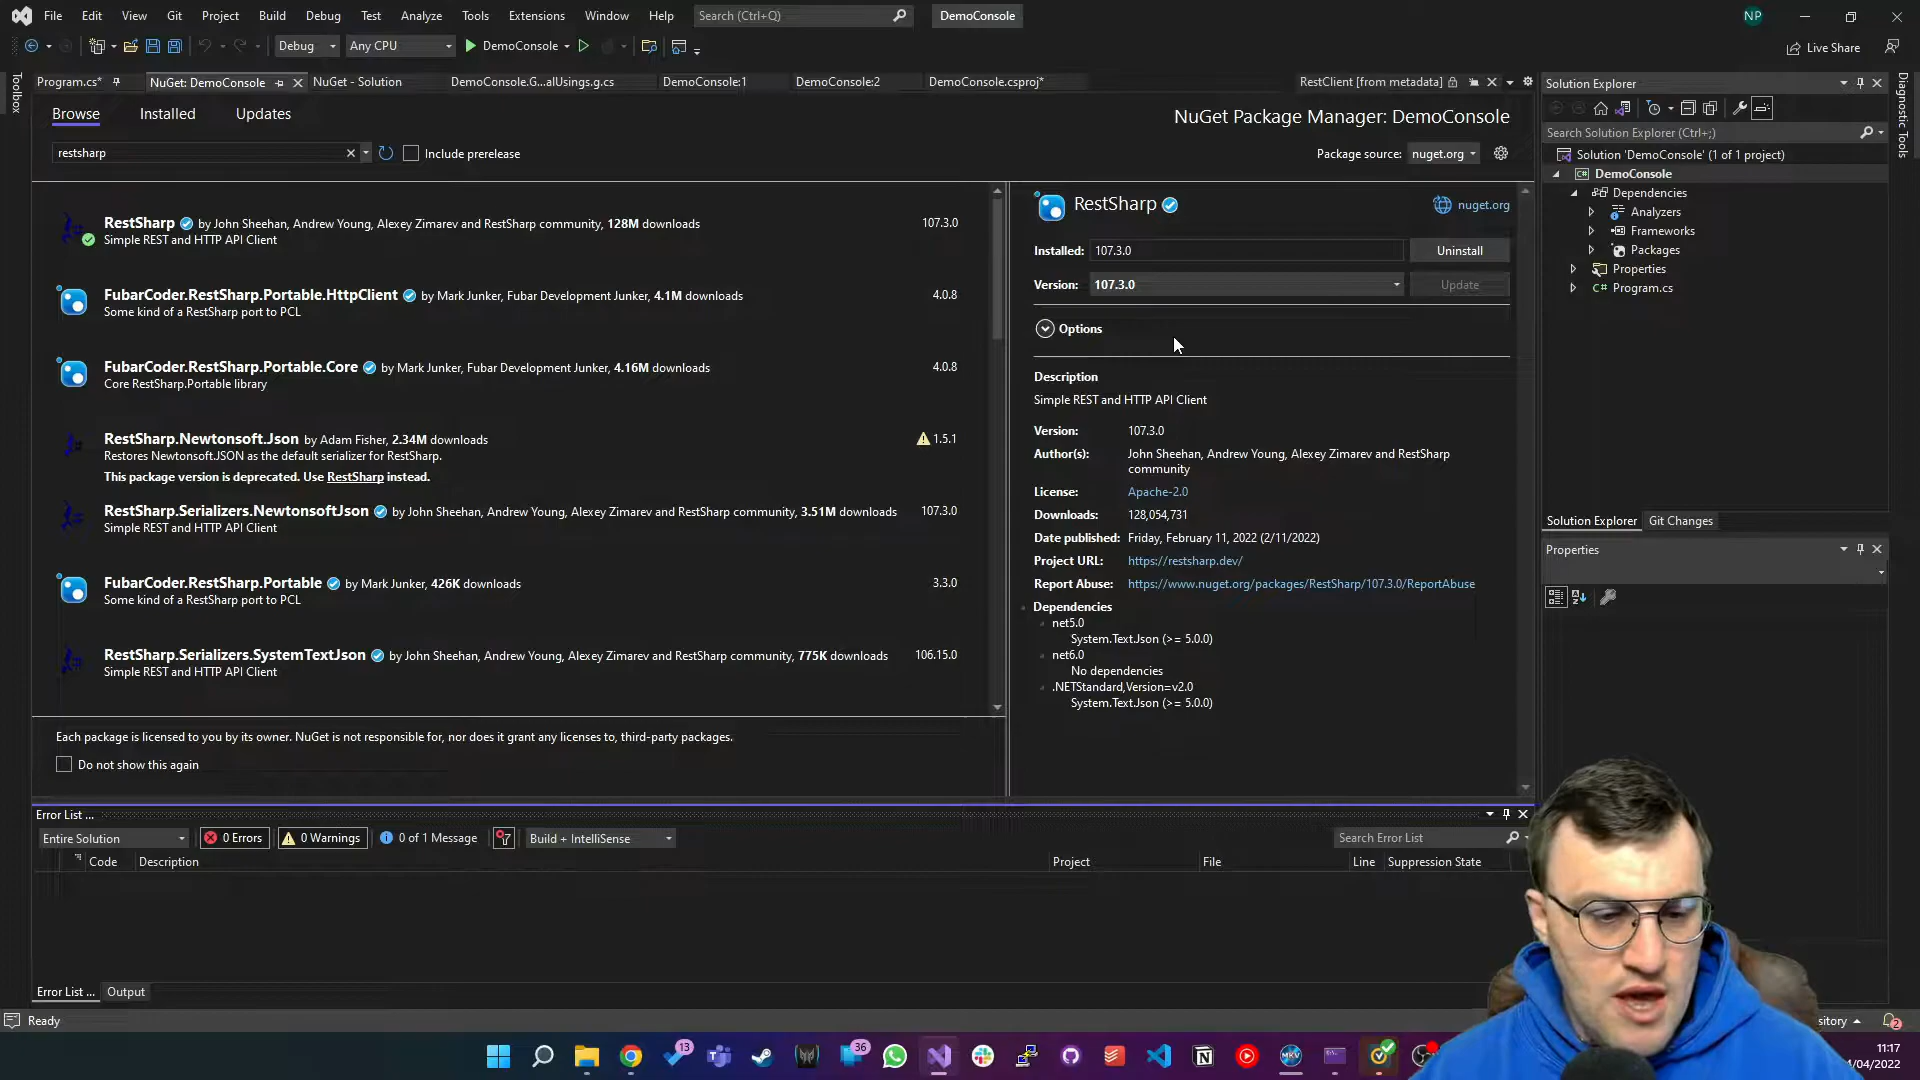 File Edit View Git Project Build Debug Test Analyze Tools Extensions Window Help Search (Ctrl+Q) DemoConsole NP
Debug Any CPU DemoConsole Live Share
Toolbox
Program.cs* NuGet: DemoConsole NuGet - Solution DemoConsole.G...alUsings.g.cs DemoConsole:1 DemoConsole:2 DemoConsole.csproj* RestClient [from metadata]
Browse Installed Updates
NuGet Package Manager: DemoConsole
restsharp Include prerelease
Package source: nuget.org
RestSharp by John Sheehan, Andrew Young, Alexey Zimarev and RestSharp community, 128M downloads 107.3.0
Simple REST and HTTP API Client
FubarCoder.RestSharp.Portable.HttpClient by Mark Junker, Fubar Development Junker, 4.1M downloads 4.0.8
Some kind of a RestSharp port to PCL
FubarCoder.RestSharp.Portable.Core by Mark Junker, Fubar Development Junker, 4.16M downloads 4.0.8
Core RestSharp.Portable library
RestSharp.Newtonsoft.Json by Adam Fisher, 2.34M downloads 1.5.1
Restores Newtonsoft.JSON as the default serializer for RestSharp.
This package version is deprecated. Use RestSharp instead.
RestSharp.Serializers.NewtonsoftJson by John Sheehan, Andrew Young, Alexey Zimarev and RestSharp community, 3.51M downloads 107.3.0
Simple REST and HTTP API Client
FubarCoder.RestSharp.Portable by Mark Junker, 426K downloads 3.3.0
Some kind of a RestSharp port to PCL
RestSharp.Serializers.SystemTextJson by John Sheehan, Andrew Young, Alexey Zimarev and RestSharp community, 775K downloads 106.15.0
Simple REST and HTTP API Client
Each package is licensed to you by its owner. NuGet is not responsible for, nor does it grant any licenses to, third-party packages.
Do not show this again
RestSharp nuget.org
Installed: 107.3.0 Uninstall
Version: 107.3.0 Update
Options
Description
Simple REST and HTTP API Client
Version: 107.3.0
Author(s): John Sheehan, Andrew Young, Alexey Zimarev and RestSharp
community
License: Apache-2.0
Downloads: 128,054,731
Date published: Friday, February 11, 2022 (2/11/2022)
Project URL: https://restsharp.dev/
Report Abuse: https://www.nuget.org/packages/RestSharp/107.3.0/ReportAbuse
Dependencies
net5.0
System.Text.Json (>= 5.0.0)
net6.0
No dependencies
.NETStandard,Version=v2.0
System.Text.Json (>= 5.0.0)
Solution Explorer
Search Solution Explorer (Ctrl+;)
Solution 'DemoConsole' (1 of 1 project)
DemoConsole
Dependencies
Analyzers
Frameworks
Packages
Properties
C# Program.cs
Solution Explorer Git Changes
Properties
Diagnostic Tools
Error List ...
Entire Solution 0 Errors 0 Warnings 0 of 1 Message Build + IntelliSense Search Error List
Code Description Project File Line Suppression State
Error List ... Output
Ready
sitory 2
13 36
11:17
/04/2022